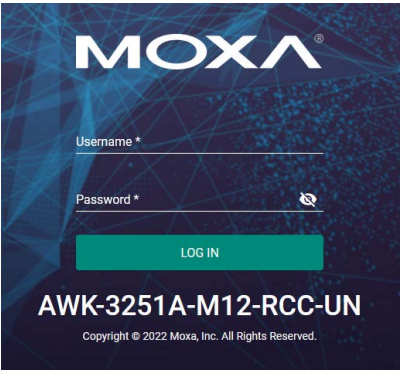 MOXA®
Username *
Password *
LOG IN
AWK-3251A-M12-RCC-UN
Copyright © 2022 Moxa, Inc. All Rights Reserved.